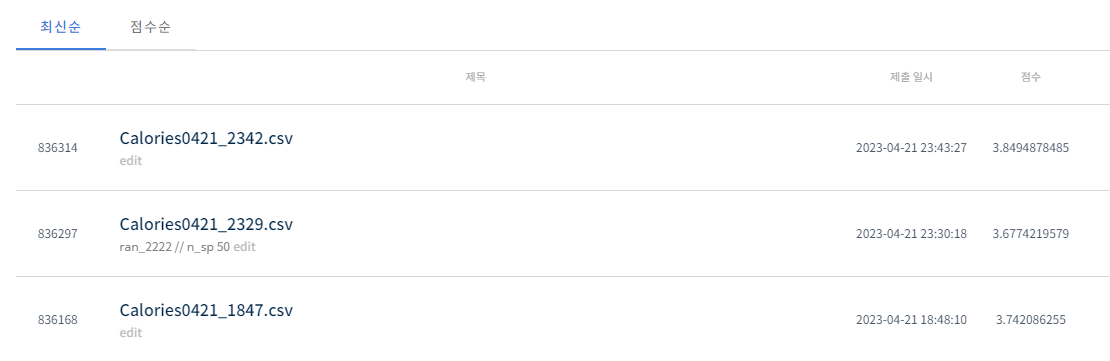 최신순 점수순
제목 제출 일시 점수
836314 Calories0421_2342.csv 2023-04-21 23:43:27 3.8494878485
edit
836297 Calories0421_2329.csv 2023-04-21 23:30:18 3.6774219579
ran_2222 // n_sp 50 edit
836168 Calories0421_1847.csv 2023-04-21 18:48:10 3.742086255
edit